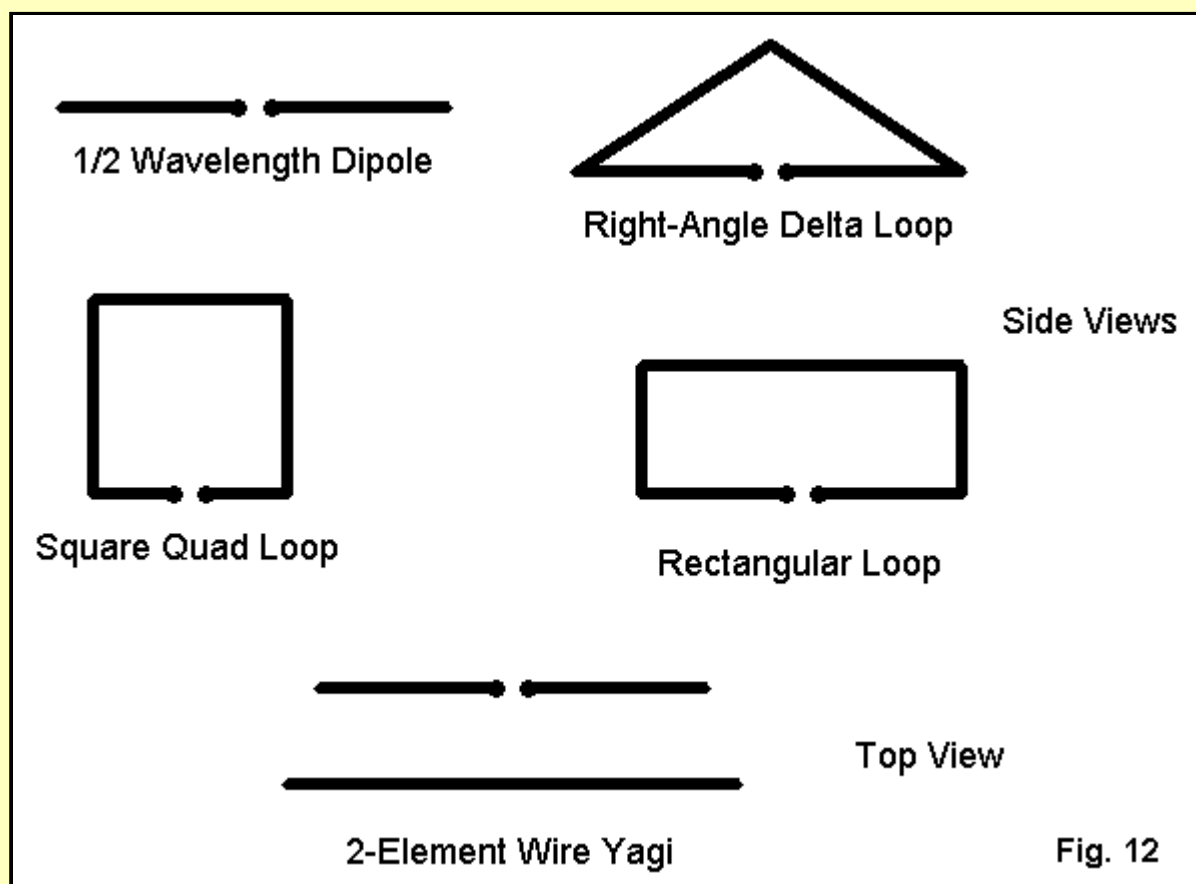 1/2 Wavelength Dipole
Right-Angle Delta Loop
Side Views
Square Quad Loop
Rectangular Loop
Top View
2-Element Wire Yagi
Fig. 12